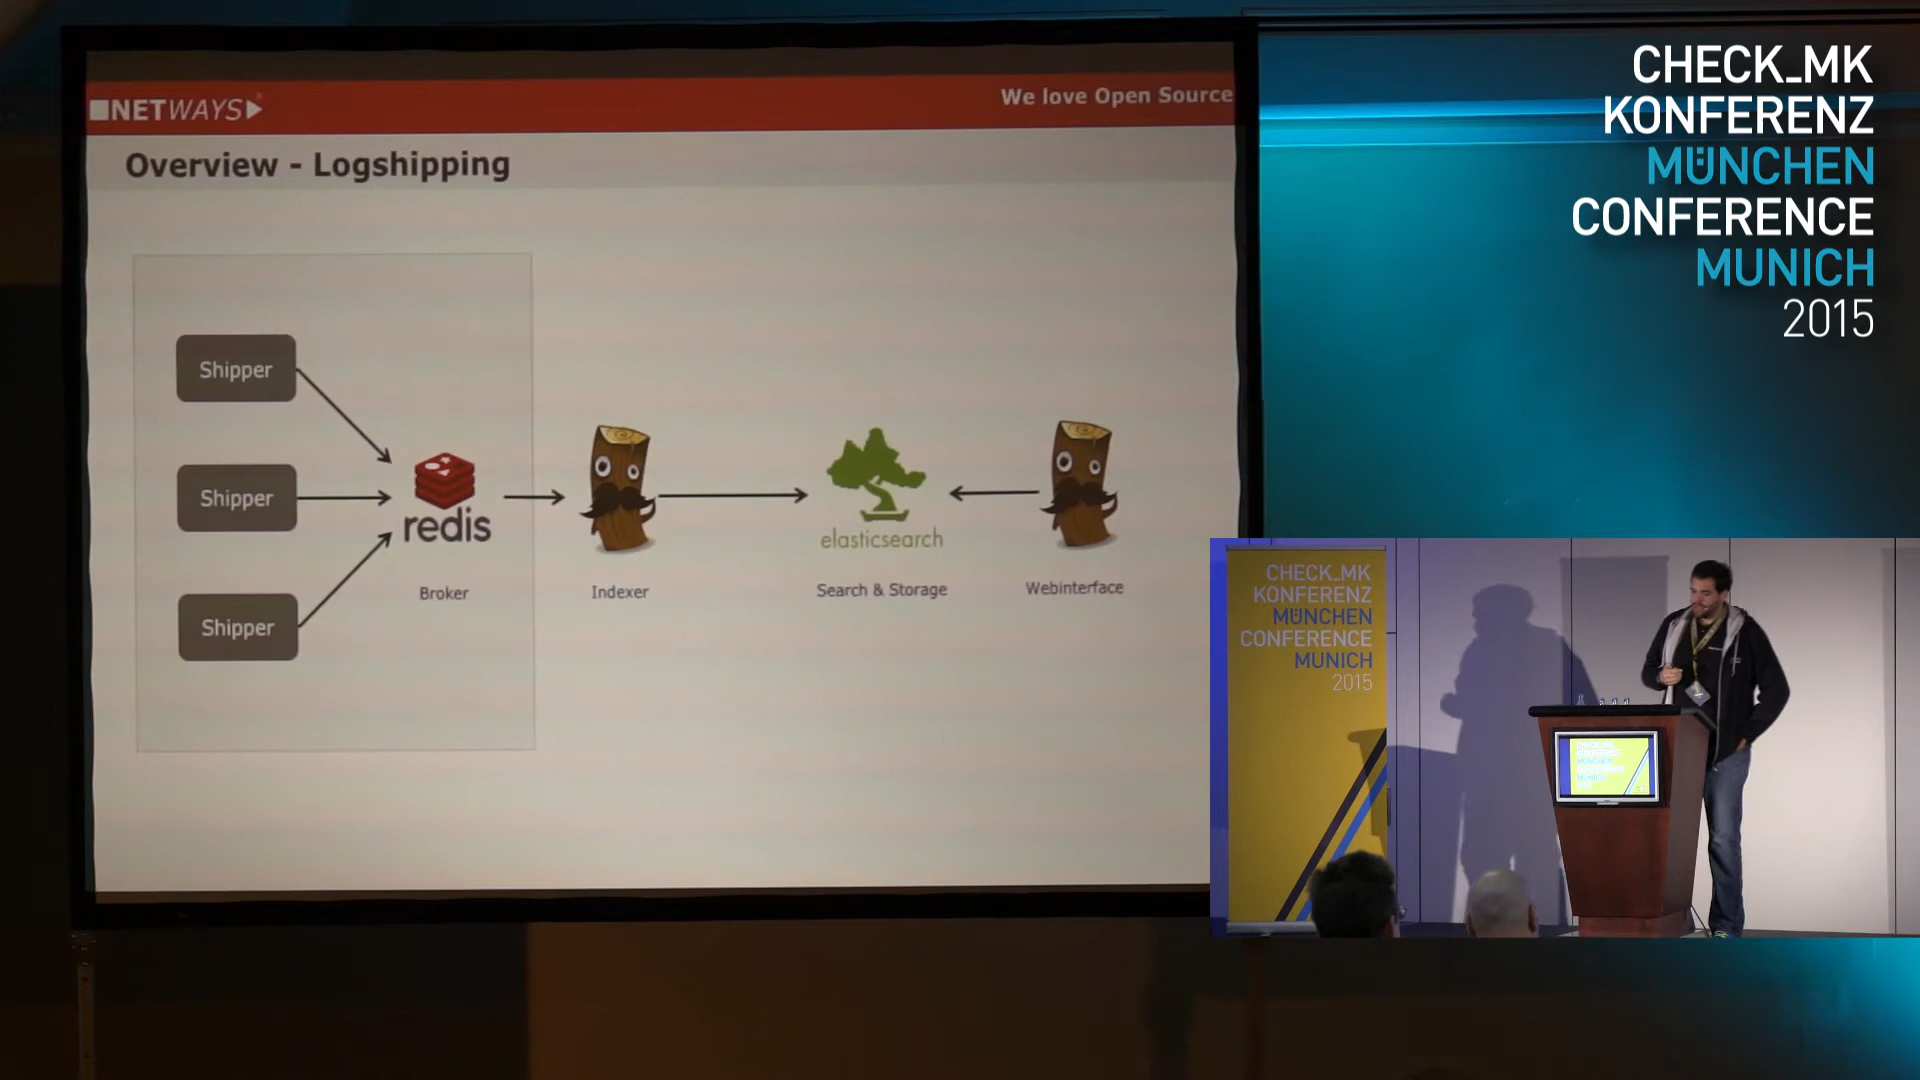 NETWAYS
We love Open Source
Overview - Logshipping
Shipper
Shipper
Shipper
redis
Broker
Indexer
elasticsearch
Search & Storage
Webinterface
CHECK_MK
KONFERENZ
MÜNCHEN
CONFERENCE
MUNICH
2015
CHECK_MK
KONFERENZ
MÜNCHEN
CONFERENCE
MUNICH
2015